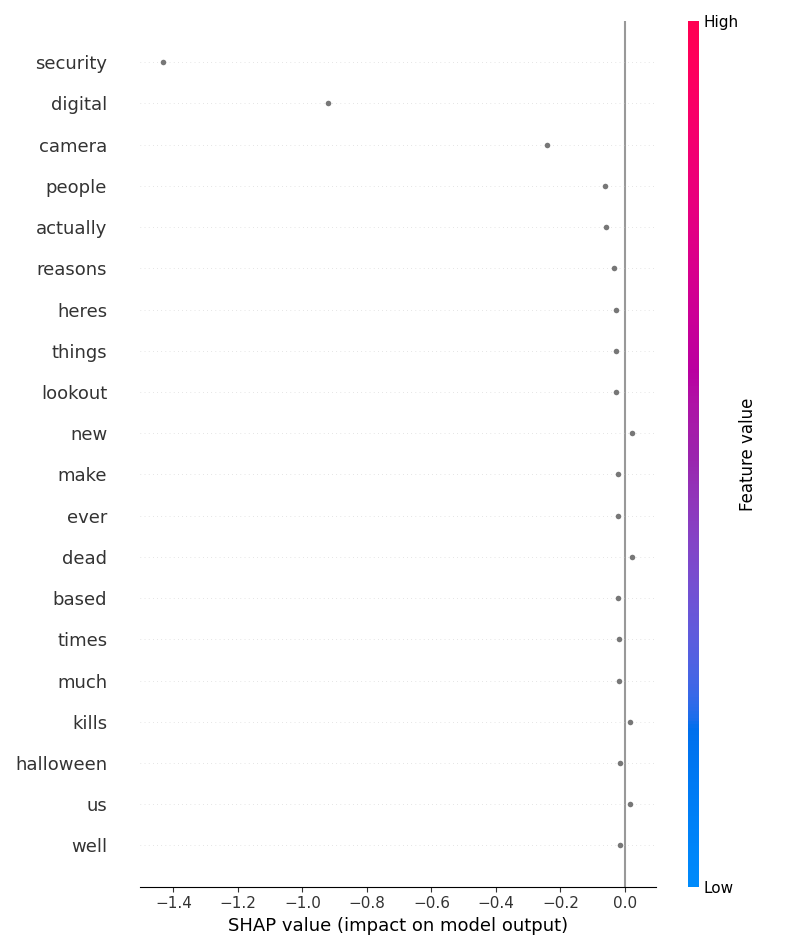 High
security
digital
camera
people
actually
reasons
heres
things
lookout
new
make
ever
dead
based
times
much
kills
halloween
us
well
Feature value
Low
−1.4 −1.2 −1.0 −0.8 −0.6 −0.4 −0.2 0.0
SHAP value (impact on model output)